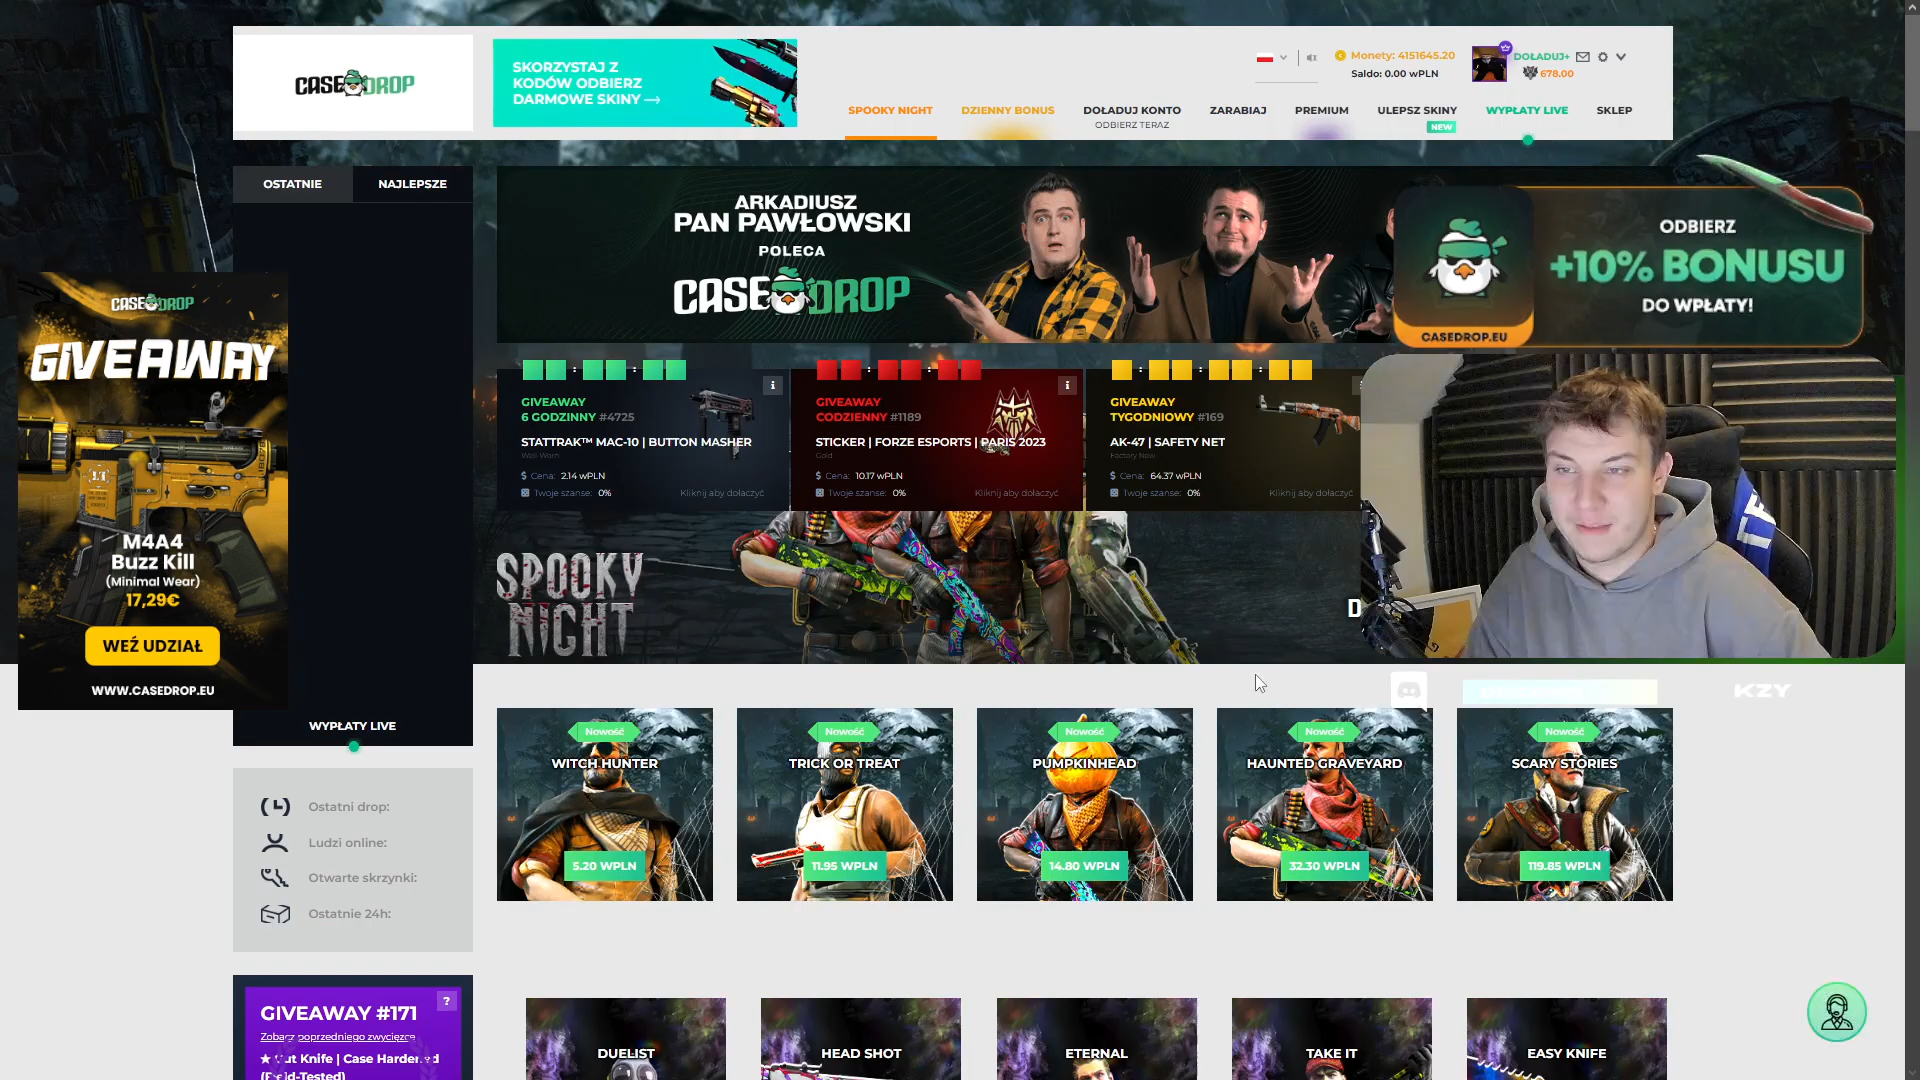 CASE DROP
SKORZYSTAJ Z
KODÓW ODBIERZ
DARMOWE SKINY →
Monety: 4151645.20
Saldo: 0.00 wPLN
DOŁADUJ+
678.00
SPOOKY NIGHT
DZIENNY BONUS
DOŁADUJ KONTO
ODBIERZ TERAZ
ZARABIAJ
PREMIUM
ULEPSZ SKINY
NEW
WYPŁATY LIVE
SKLEP
OSTATNIE
NAJLEPSZE
ARKADIUSZ
PAN PAWŁOWSKI
POLECA
CASE DROP
ODBIERZ
+10% BONUSU
DO WPŁATY!
CASEDROP.EU
CASE DROP
GIVEAWAY
M4A4
Buzz Kill
(Minimal Wear)
17,29€
WEŹ UDZIAŁ
WWW.CASEDROP.EU
GIVEAWAY
6 GODZINNY #4725
STATTRAK™ MAC-10 | BUTTON MASHER
Well Worn
$ Cena: 2.14 wPLN
Twoje szanse: 0%
Kliknij aby dołaczyć
GIVEAWAY
CODZIENNY #1189
STICKER | FORZE ESPORTS | PARIS 2023
Gold
$ Cena: 10.17 wPLN
Twoje szanse: 0%
Kliknij aby dołaczyć
GIVEAWAY
TYGODNIOWY #169
AK-47 | SAFETY NET
Factory New
$ Cena: 64.37 wPLN
Twoje szanse: 0%
Kliknij aby dołaczyć
SPOOKY
NIGHT
D
KZY
WYPŁATY LIVE
Nowość
WITCH HUNTER
5.20 WPLN
Nowość
TRICK OR TREAT
11.95 WPLN
Nowość
PUMPKINHEAD
14.80 WPLN
Nowość
HAUNTED GRAVEYARD
32.30 WPLN
Nowość
SCARY STORIES
119.85 WPLN
Ostatni drop:
Ludzi online:
Otwarte skrzynki:
Ostatnie 24h:
GIVEAWAY #171
?
Zobacz poprzedniego zwycięzcę
Knife | Case Hardened
DUELIST
HEAD SHOT
ETERNAL
TAKE IT
EASY KNIFE